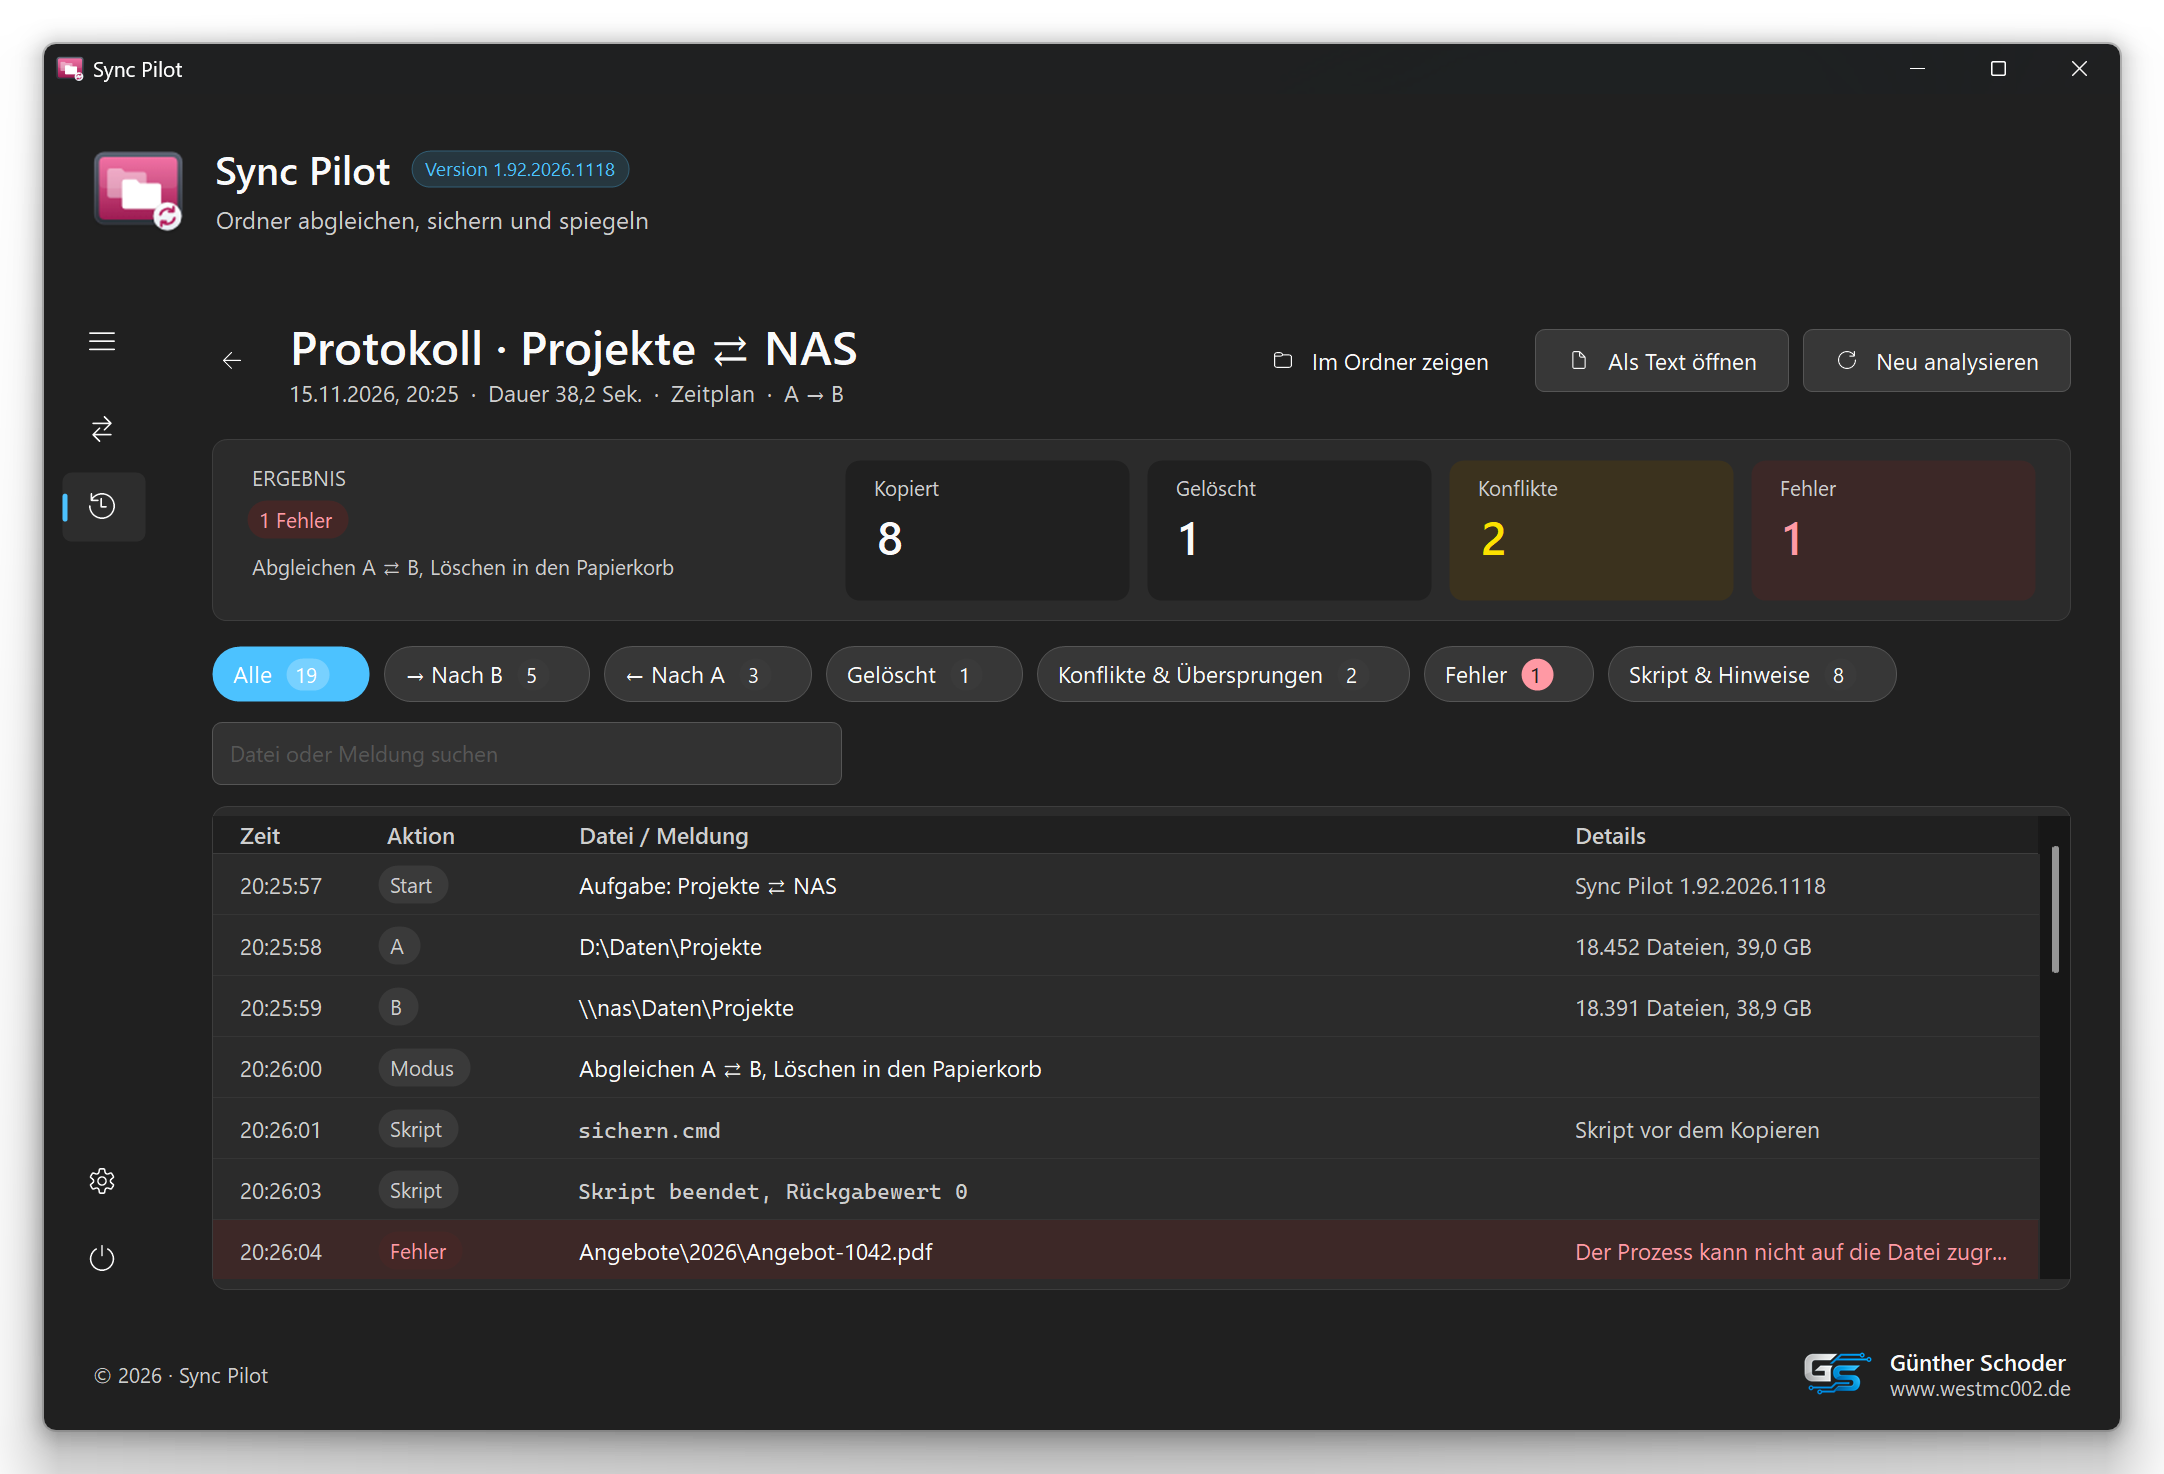 Sync Pilot
Sync Pilot Version 1.92.2026.1118
Ordner abgleichen, sichern und spiegeln
Protokoll · Projekte ⇄ NAS
15.11.2026, 20:25 · Dauer 38,2 Sek. · Zeitplan · A → B
Im Ordner zeigen
Als Text öffnen
Neu analysieren
ERGEBNIS
1 Fehler
Abgleichen A ⇄ B, Löschen in den Papierkorb
Kopiert
8
Gelöscht
1
Konflikte
2
Fehler
1
Alle 19
→ Nach B 5
← Nach A 3
Gelöscht 1
Konflikte & Übersprungen 2
Fehler 1
Skript & Hinweise 8
Datei oder Meldung suchen
Zeit Aktion Datei / Meldung Details
20:25:57 Start Aufgabe: Projekte ⇄ NAS Sync Pilot 1.92.2026.1118
20:25:58 A D:\Daten\Projekte 18.452 Dateien, 39,0 GB
20:25:59 B \\nas\Daten\Projekte 18.391 Dateien, 38,9 GB
20:26:00 Modus Abgleichen A ⇄ B, Löschen in den Papierkorb
20:26:01 Skript sichern.cmd Skript vor dem Kopieren
20:26:03 Skript Skript beendet, Rückgabewert 0
20:26:04 Fehler Angebote\2026\Angebot-1042.pdf Der Prozess kann nicht auf die Datei zugr...
© 2026 · Sync Pilot
GS
Günther Schoder
www.westmc002.de